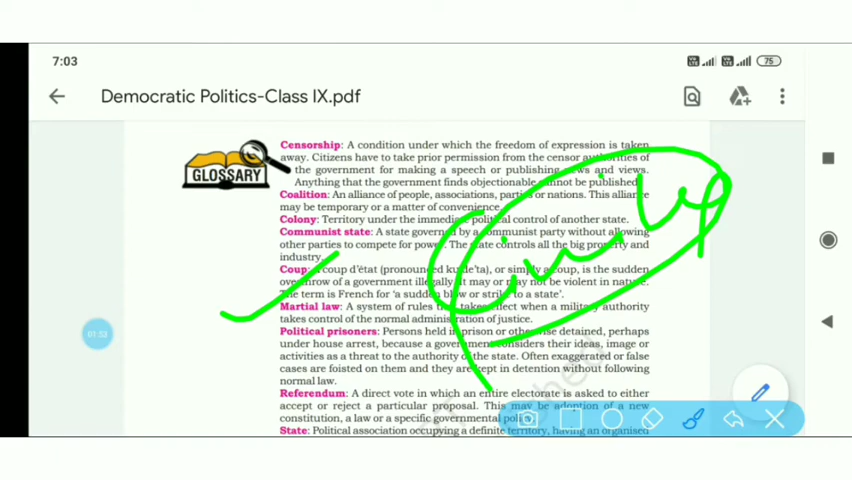 7:03
75
Democratic Politics-Class IX.pdf
GLOSSARY
Censorship: A condition under which the freedom of expression is taken
away. Citizens have to take prior permission from the censor authorities of
the government for making a speech or publishing news and views.
Anything that the government finds objectionable cannot be published.
Coalition: An alliance of people, associations, parties or nations. This alliance
may be temporary or a matter of convenience.
Colony: Territory under the immediate political control of another state.
Communist state: A state governed by a communist party without allowing
other parties to compete for power. The state controls all the big property and
industry.
Coup: A coup d'état (pronounced ku de'ta), or simply a coup, is the sudden
overthrow of a government illegally. It may or may not be violent in nature.
The term is French for 'a sudden blow or strike to a state'.
Martial law: A system of rules that takes effect when a military authority
takes control of the normal administration of justice.
Political prisoners: Persons held in prison or otherwise detained, perhaps
under house arrest, because a government considers their ideas, image or
activities as a threat to the authority of the state. Often exaggerated or false
cases are foisted on them and they are kept in detention without following
normal law.
Referendum: A direct vote in which an entire electorate is asked to either
accept or reject a particular proposal. This may be adoption of a new
constitution, a law or a specific governmental policy.
State: Political association occupying a definite territory, having an organised
01:53